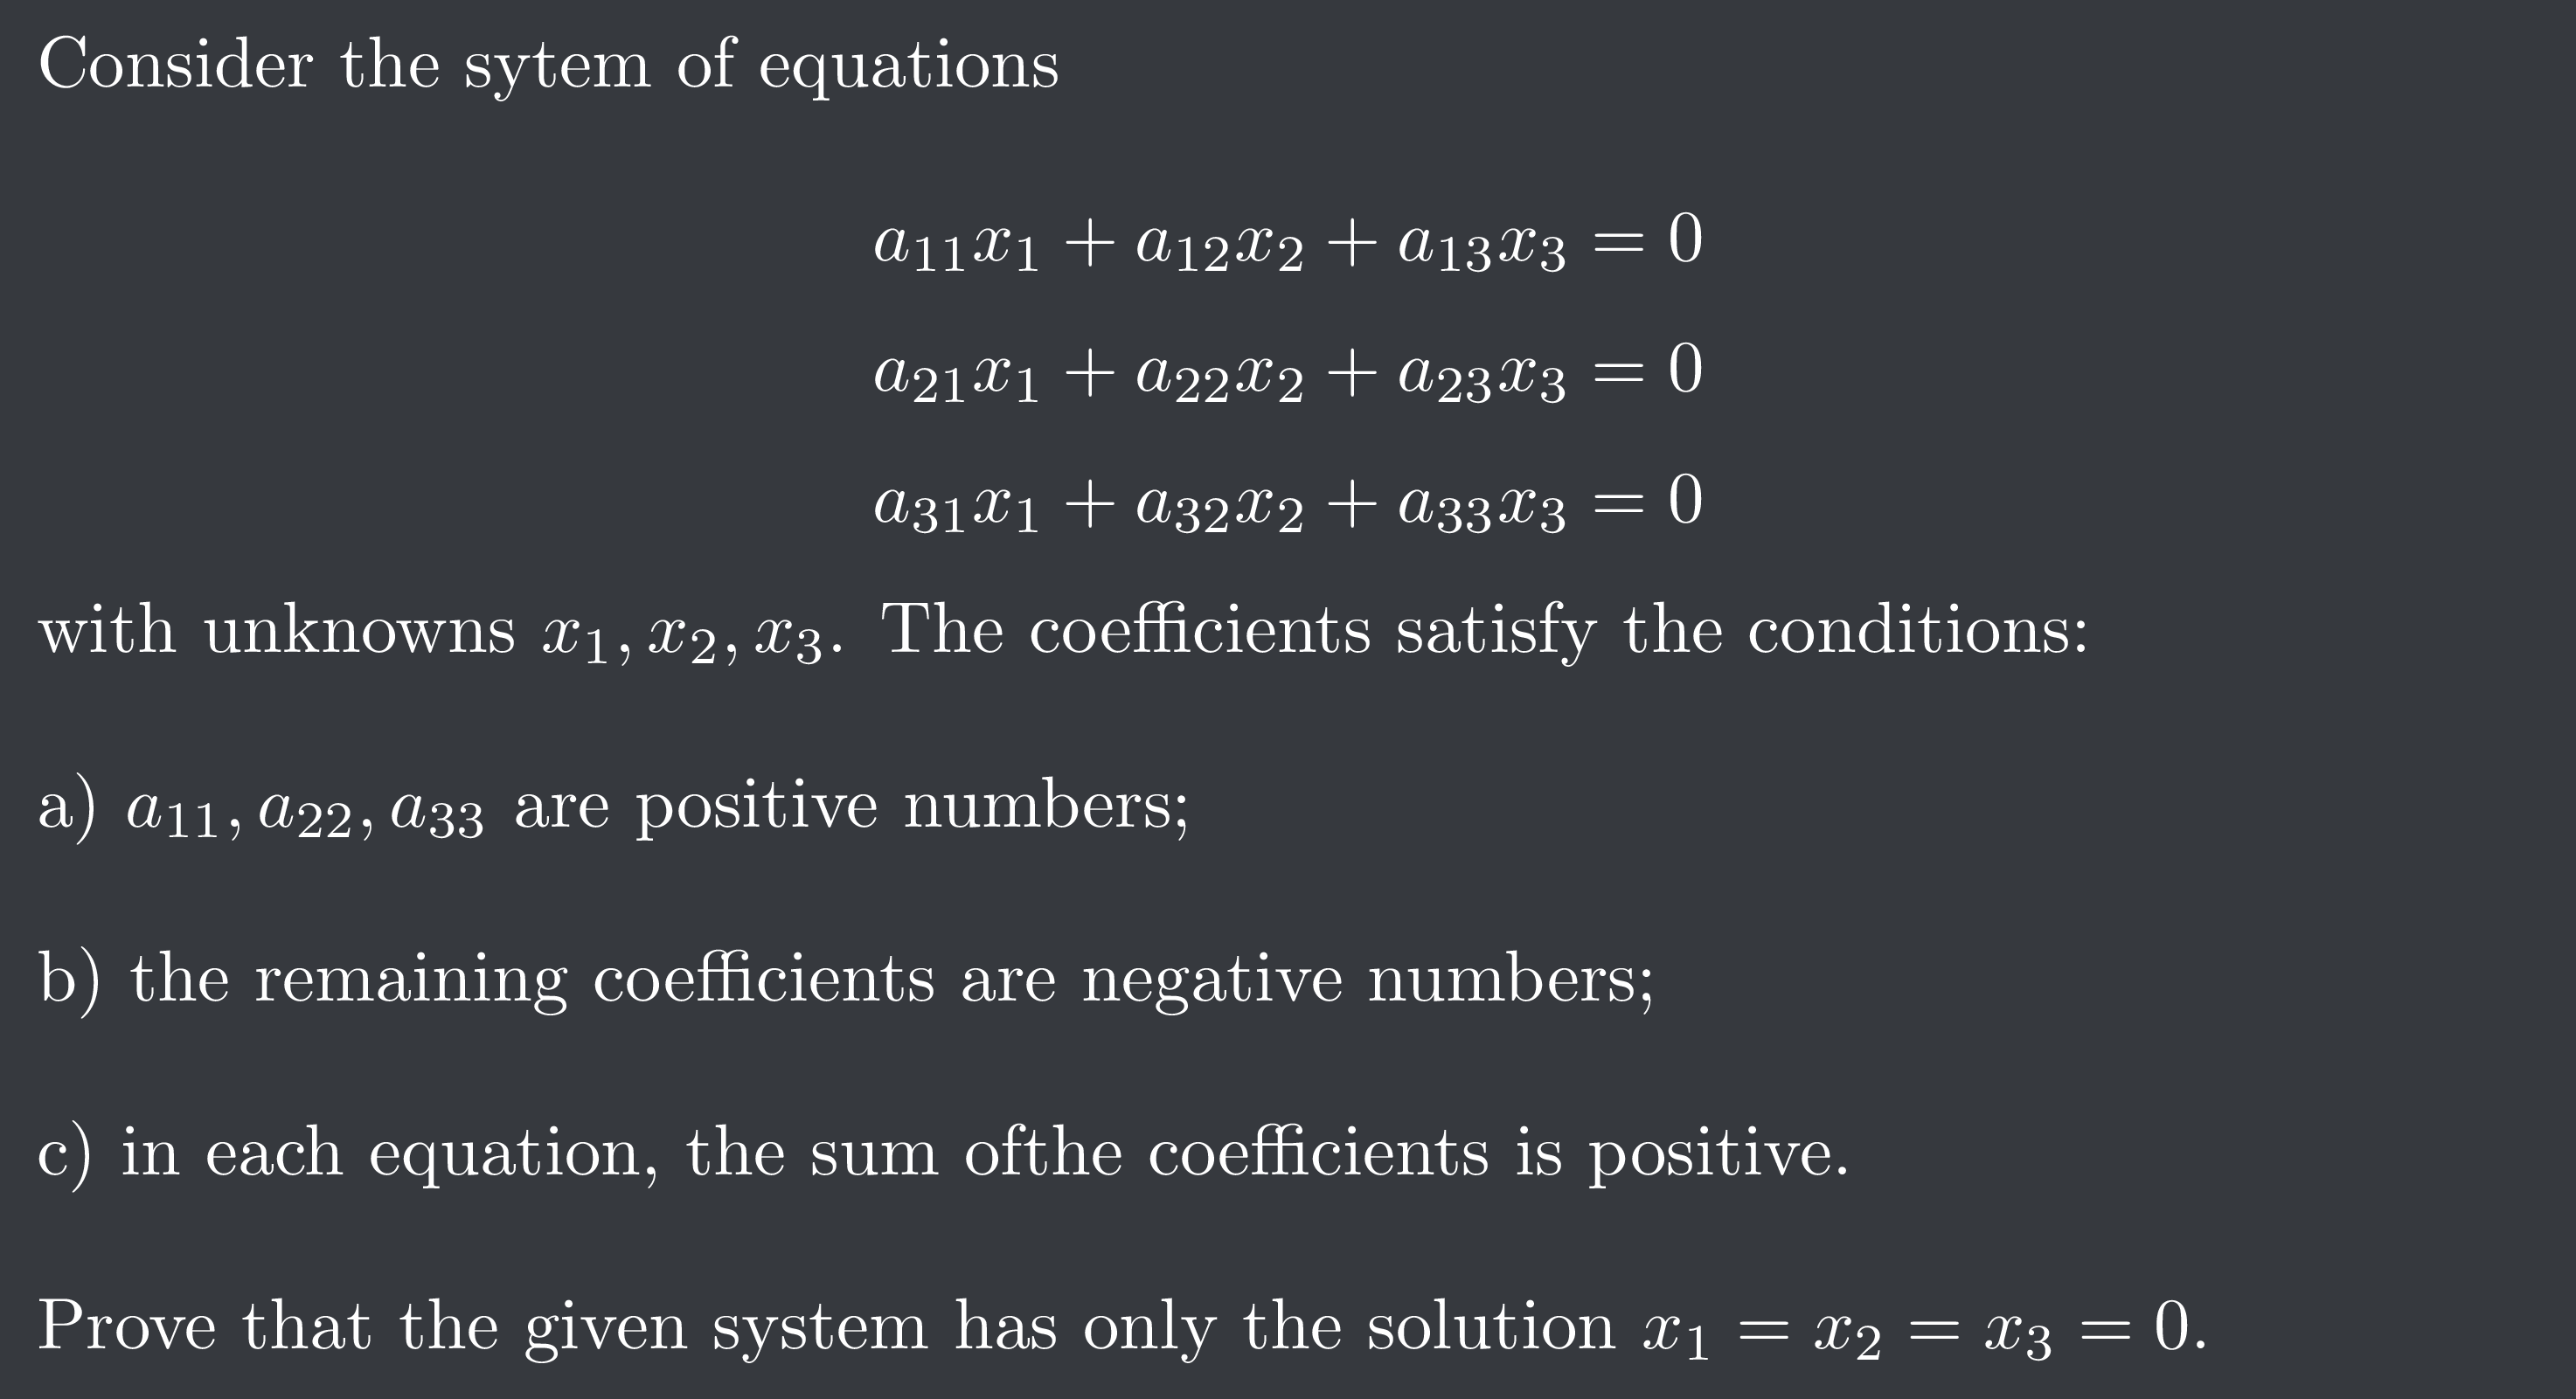 Consider the sytem of equations
a₁₁x₁ + a₁₂x₂ + a₁₃x₃ = 0
a₂₁x₁ + a₂₂x₂ + a₂₃x₃ = 0
a₃₁x₁ + a₃₂x₂ + a₃₃x₃ = 0
with unknowns x₁, x₂, x₃. The coefficients satisfy the conditions:
a) a₁₁, a₂₂, a₃₃ are positive numbers;
b) the remaining coefficients are negative numbers;
c) in each equation, the sum ofthe coefficients is positive.
Prove that the given system has only the solution x₁ = x₂ = x₃ = 0.